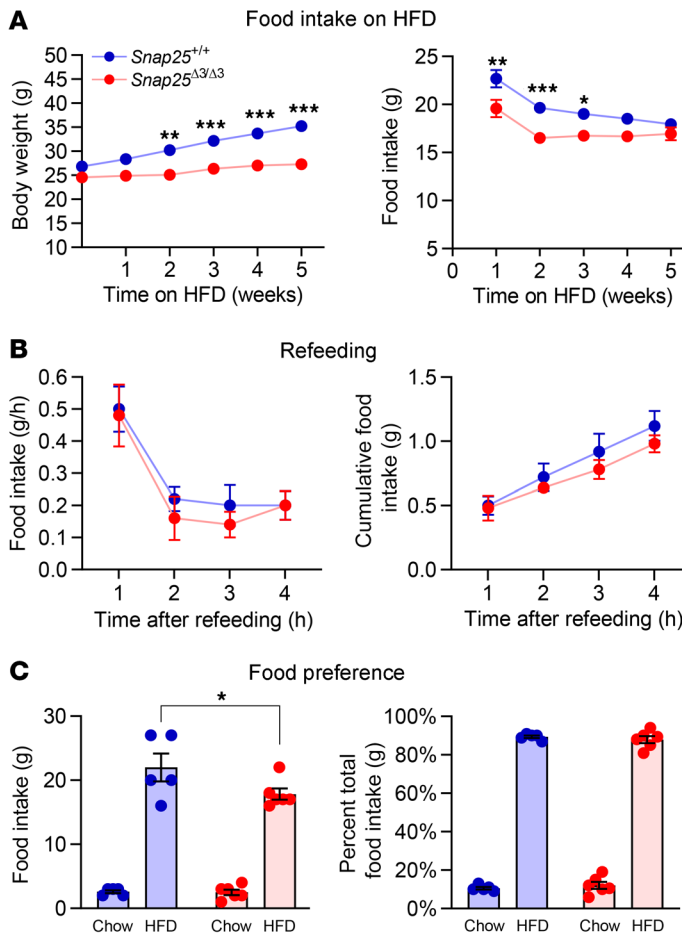 A
Food intake on HFD
Body weight (g)
50
45
40
35
30
25
20
15
10
Snap25+/+
Snap25Δ3/Δ3
**
***
***
***
1 2 3 4 5
Time on HFD (weeks)
Food intake (g)
25
20
15
10
5
**
***
*
0 1 2 3 4 5
Time on HFD (weeks)
B
Refeeding
Food intake (g/h)
0.6
0.5
0.4
0.3
0.2
0.1
0.0
1 2 3 4
Time after refeeding (h)
Cumulative food
intake (g)
1.5
1.0
0.5
0.0
1 2 3 4
Time after refeeding (h)
C
Food preference
Food intake (g)
30
20
10
0
*
Chow HFD Chow HFD
Percent total
food intake (g)
100%
80%
60%
40%
20%
0%
Chow HFD Chow HFD